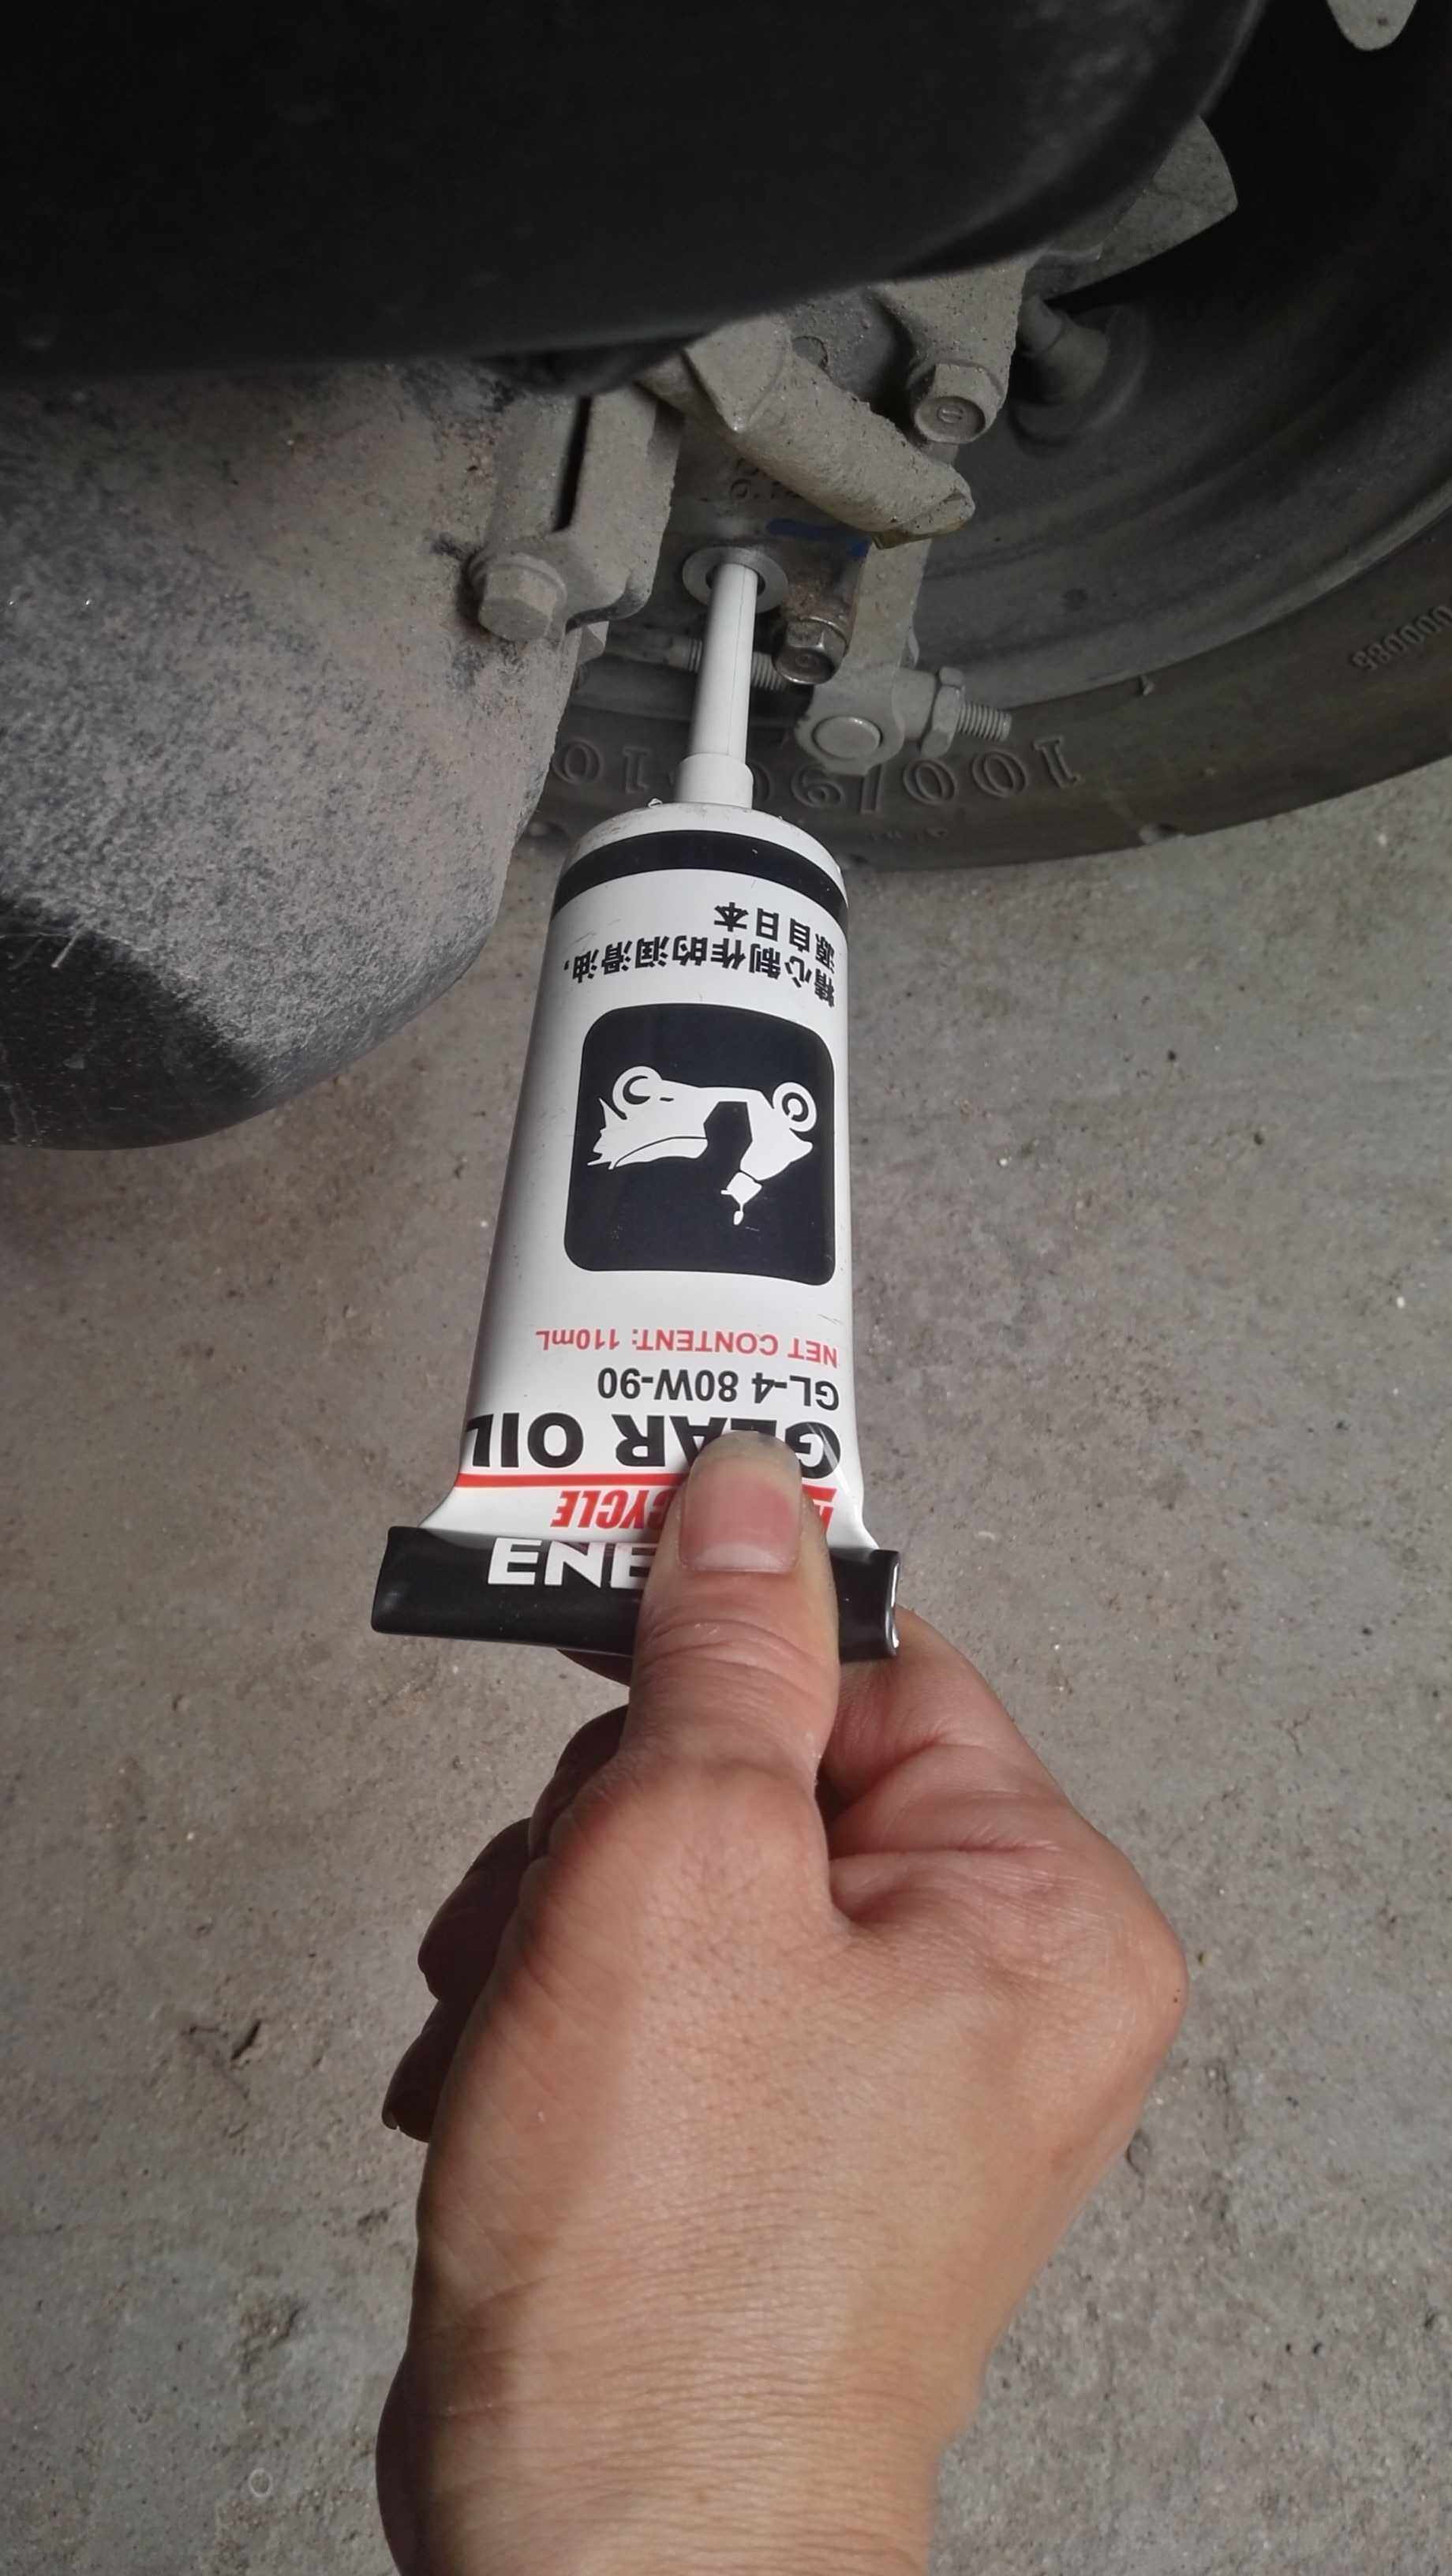 ENE
CYCLE
GEAR OIL
GL-4 80W-90
NET CONTENT: 110mL
精心制作的润滑油，
源自日本
100/90-10